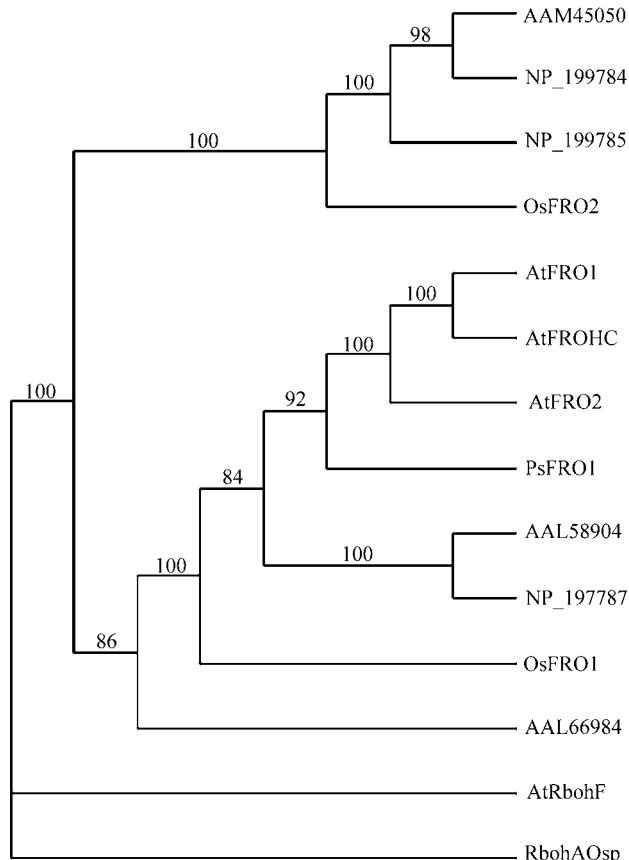 AAM45050
98
NP_199784
100
100
NP_199785
OsFRO2
AtFRO1
100
AtFROHC
100
100
AtFRO2
92
PsFRO1
84
AAL58904
100
100
NP_197787
86
OsFRO1
AAL66984
AtRbohF
RbohAOsp